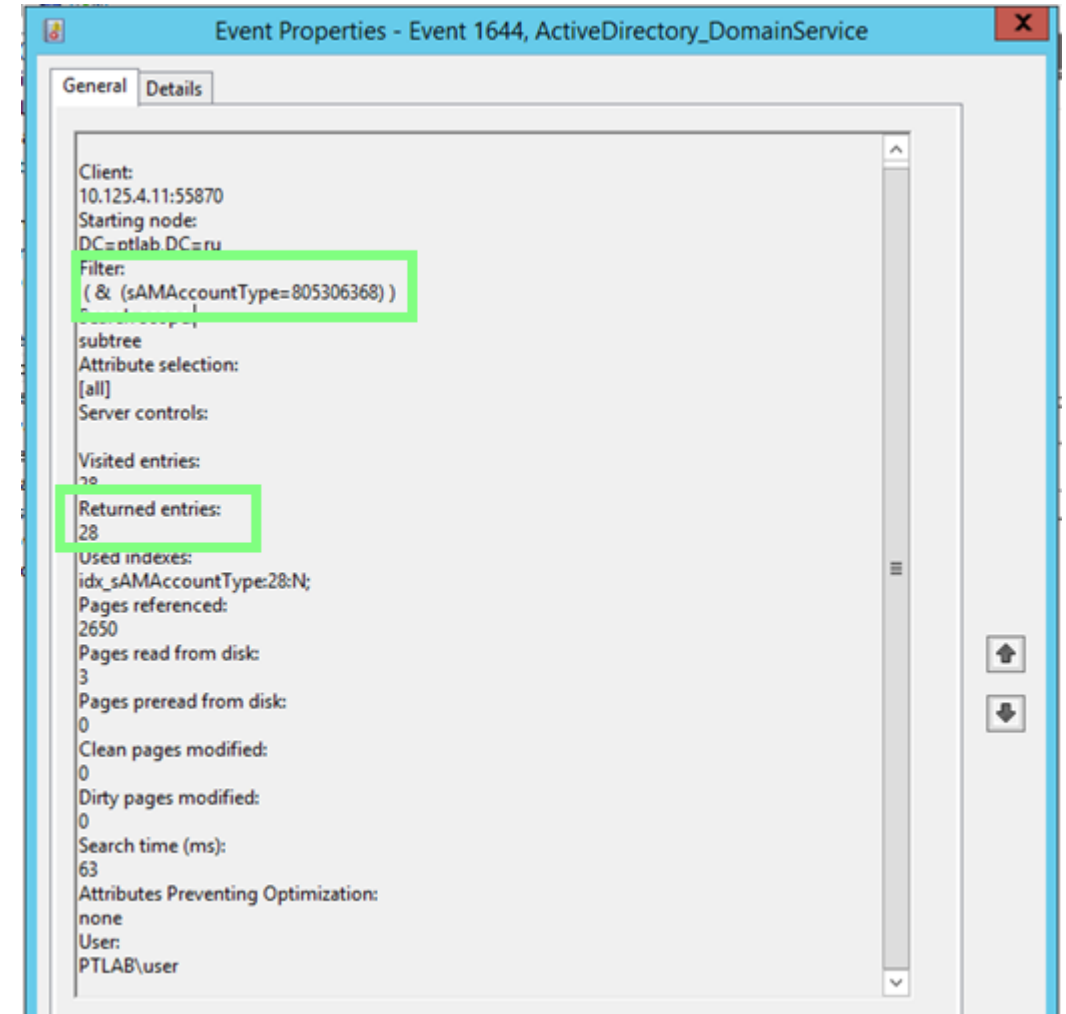 Event Properties - Event 1644, ActiveDirectory_DomainService
X
General Details
Client:
10.125.4.11:55870
Starting node:
DC=ptlab,DC=ru
Filter:
( & (sAMAccountType=805306368) )
subtree
Attribute selection:
[all]
Server controls:
Visited entries:
28
Returned entries:
28
Used indexes:
idx_sAMAccountType:28:N;
Pages referenced:
2650
Pages read from disk:
3
Pages preread from disk:
0
Clean pages modified:
0
Dirty pages modified:
0
Search time (ms):
63
Attributes Preventing Optimization:
none
User:
PTLAB\user